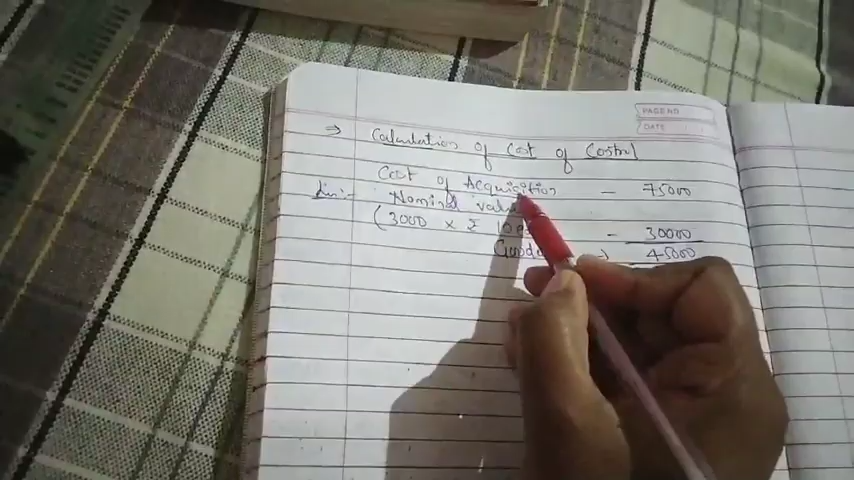 PAGE NO
DATE
⇒ Calculation of Cost of Control
Cost of Acquisition - 75000
Less:- Nominal value
(3000 × ₹ 10 - 30000
→ 45000